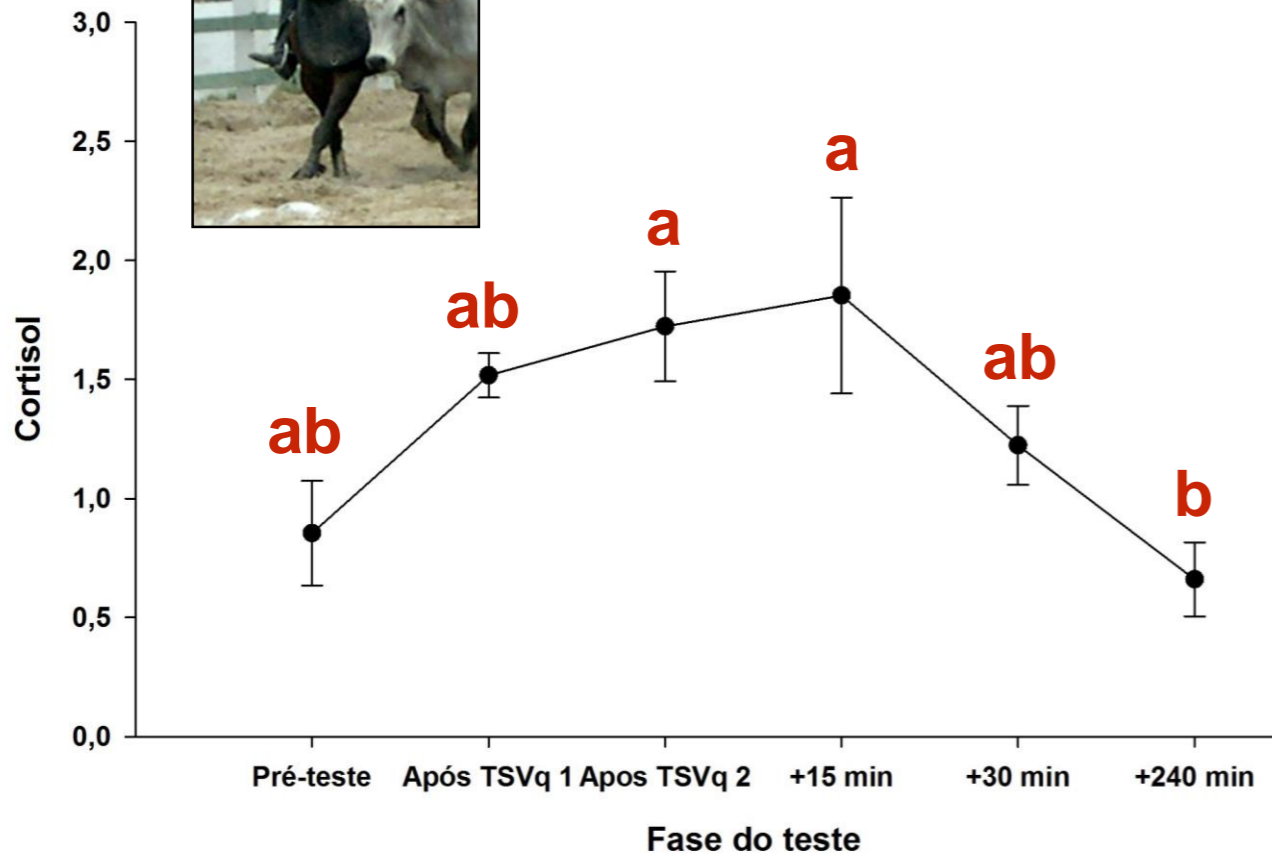 3,0
2,5
2,0
1,5
1,0
0,5
0,0
Cortisol
ab
ab
a
a
ab
b
Pré-teste
Após TSVq 1
Apos TSVq 2
+15 min
+30 min
+240 min
Fase do teste